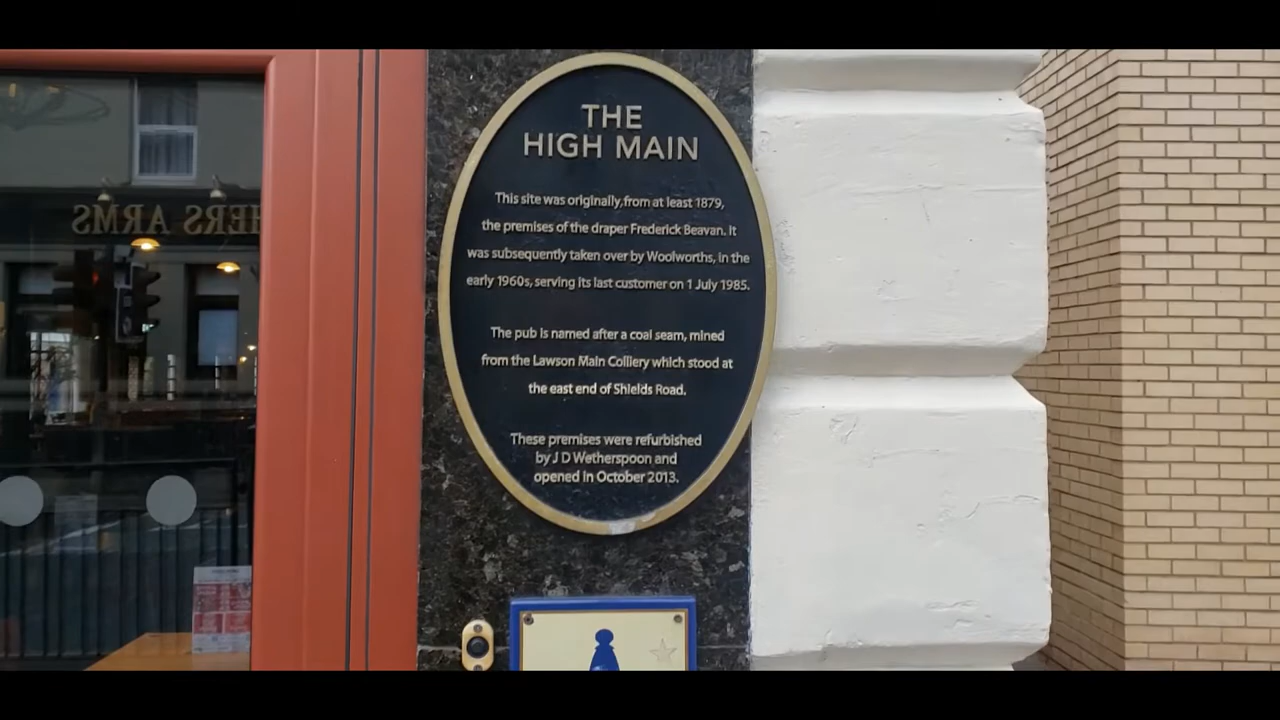 THE
HIGH MAIN
This site was originally, from at least 1879,
the premises of the draper Frederick Beavan. It
was subsequently taken over by Woolworths, in the
early 1960s, serving its last customer on 1 July 1985.
The pub is named after a coal seam, mined
from the Lawson Main Colliery which stood at
the east end of Shields Road.
These premises were refurbished
by J D Wetherspoon and
opened in October 2013.
HERS ARMS